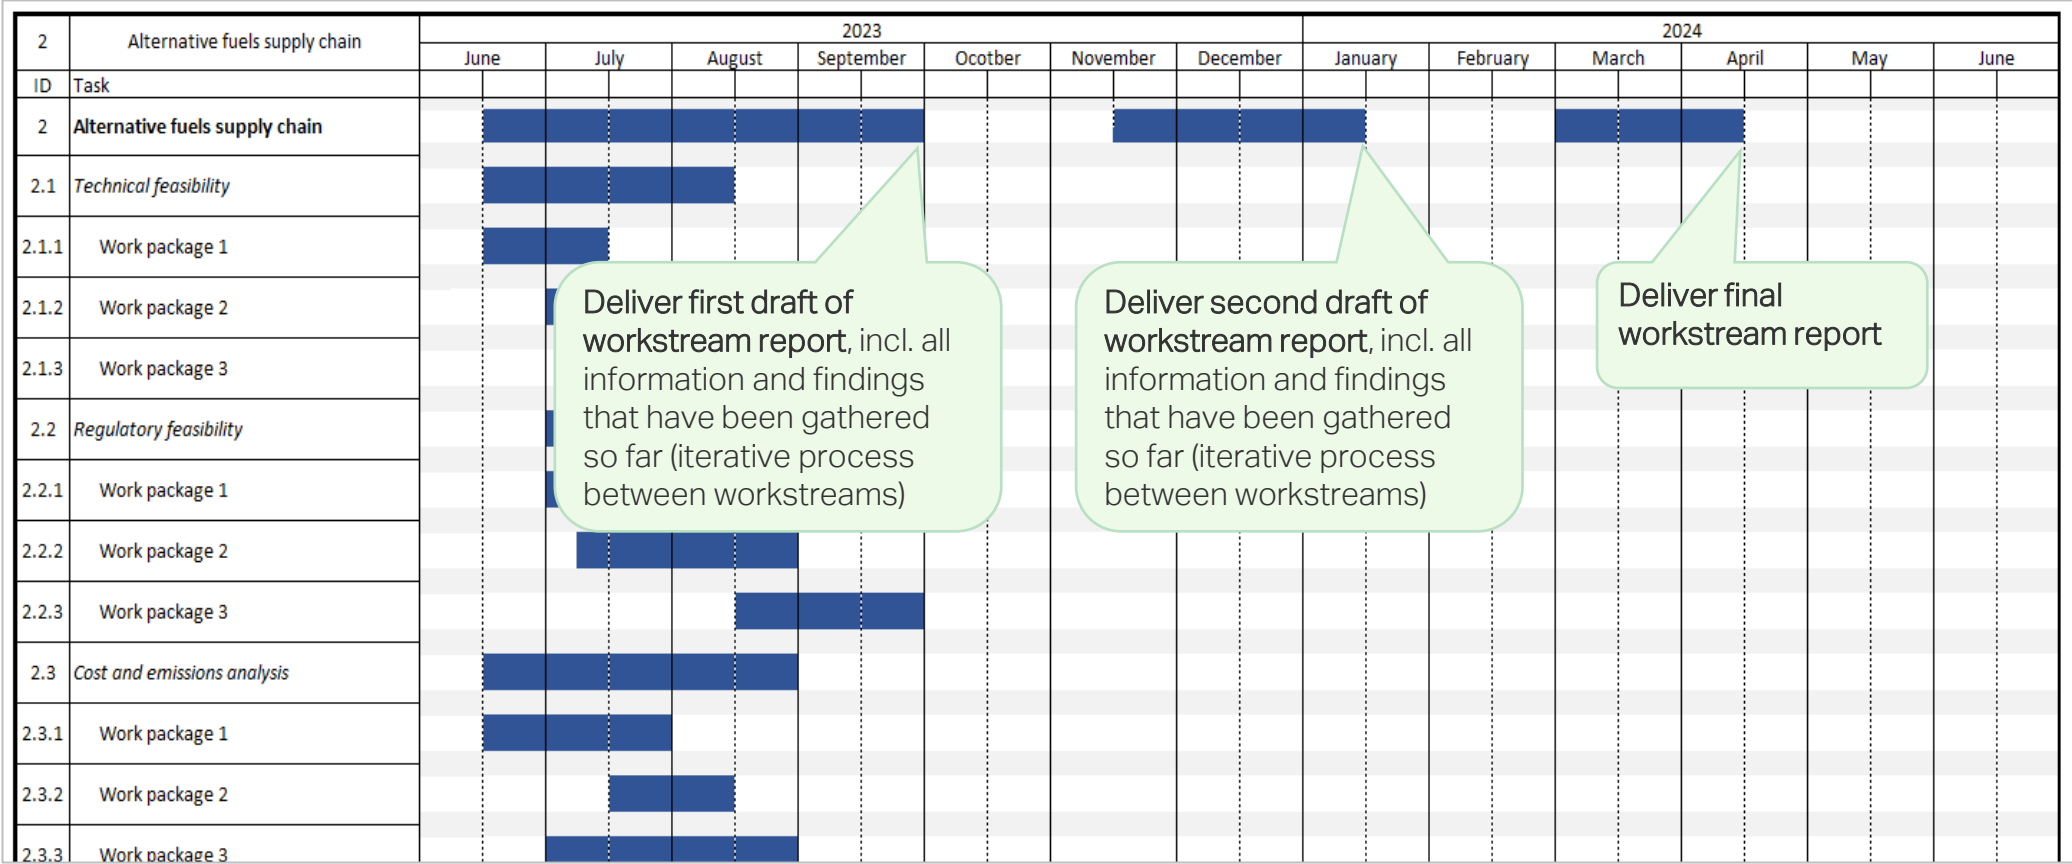 2 Alternative fuels supply chain 2023 2024
June July August September Ocotber November December January February March April May June
ID Task
2 Alternative fuels supply chain
2.1 Technical feasibility
2.1.1 Work package 1
2.1.2 Work package 2
2.1.3 Work package 3
2.2 Regulatory feasibility
2.2.1 Work package 1
2.2.2 Work package 2
2.2.3 Work package 3
2.3 Cost and emissions analysis
2.3.1 Work package 1
2.3.2 Work package 2
2.3.3 Work package 3
Deliver first draft of
workstream report, incl. all
information and findings
that have been gathered
so far (iterative process
between workstreams)
Deliver second draft of
workstream report, incl. all
information and findings
that have been gathered
so far (iterative process
between workstreams)
Deliver final
workstream report